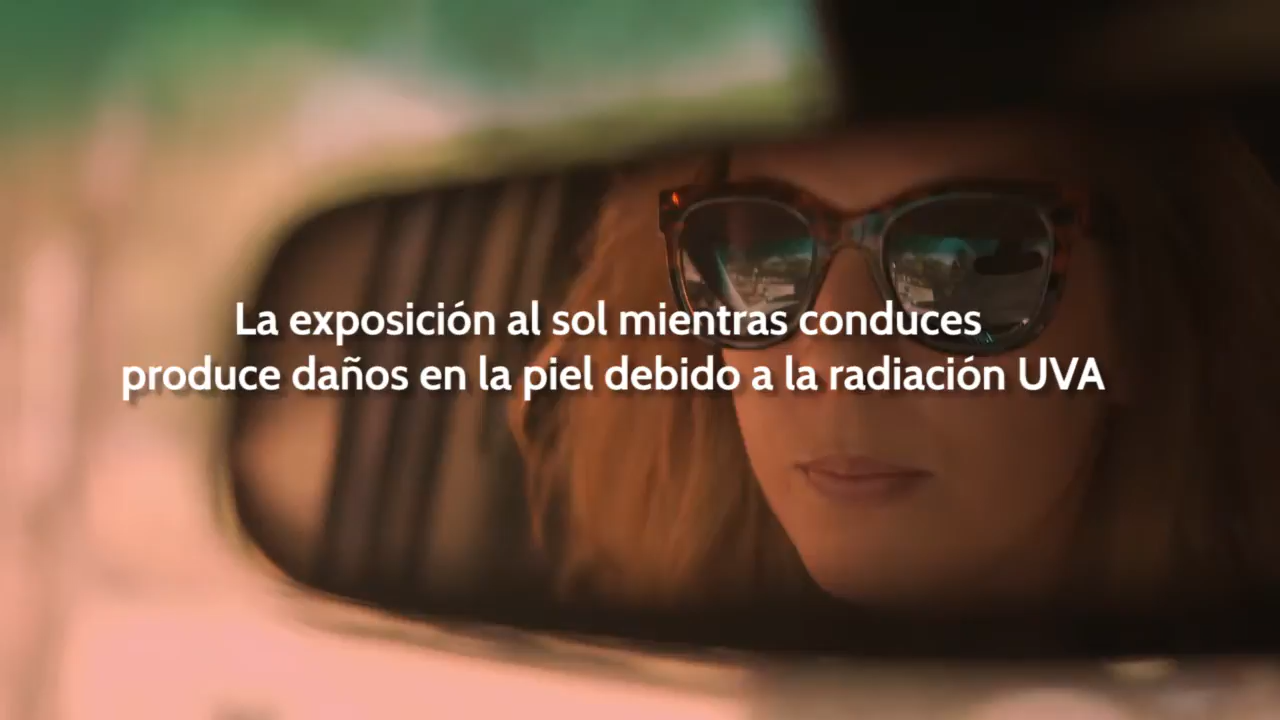 La exposición al sol mientras conduces
produce daños en la piel debido a la radiación UVA